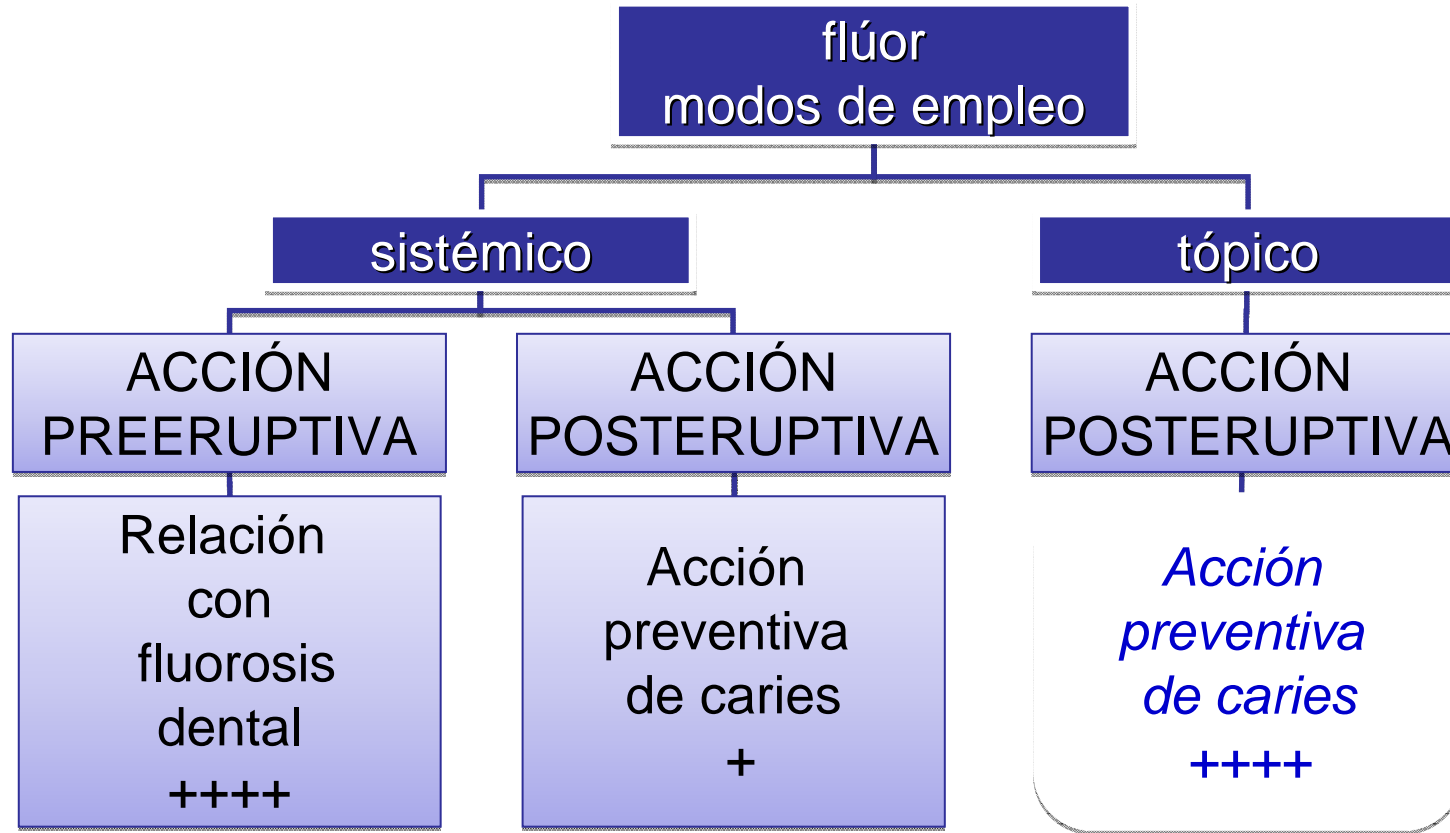 flúor
modos de empleo
sistémico
tópico
ACCIÓN
PREERUPTIVA
ACCIÓN
POSTERUPTIVA
ACCIÓN
POSTERUPTIVA
Relación
con
fluorosis
dental
++++
Acción
preventiva
de caries
+
Acción
preventiva
de caries
++++